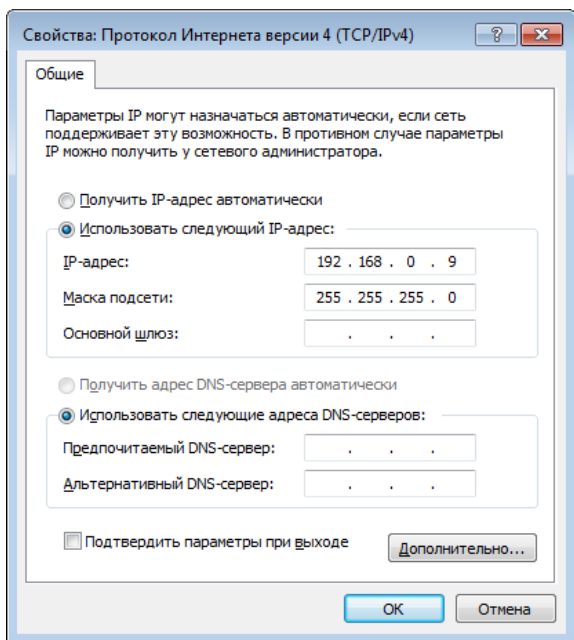 Свойства: Протокол Интернета версии 4 (TCP/IPv4)
Общие
Параметры IP могут назначаться автоматически, если сеть
поддерживает эту возможность. В противном случае параметры
IP можно получить у сетевого администратора.
Получить IP-адрес автоматически
Использовать следующий IP-адрес:
IP-адрес: 192 . 168 . 0 . 9
Маска подсети: 255 . 255 . 255 . 0
Основной шлюз: . . .
Получить адрес DNS-сервера автоматически
Использовать следующие адреса DNS-серверов:
Предпочитаемый DNS-сервер: . . .
Альтернативный DNS-сервер: . . .
Подтвердить параметры при выходе
Дополнительно...
ОК
Отмена